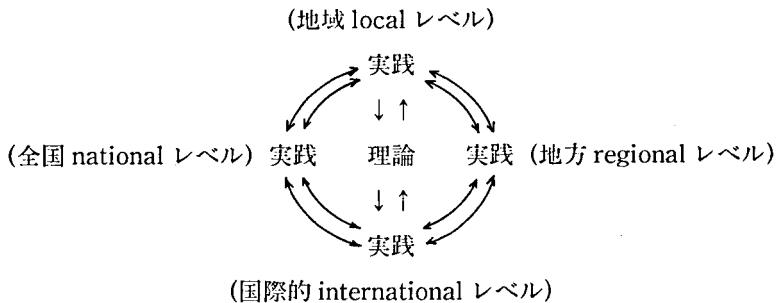 (地域 local レベル)
実践
↓ ↑
(全国 national レベル) 実践 理論 実践 (地方 regional レベル)
↓ ↑
実践
(国際的 international レベル)